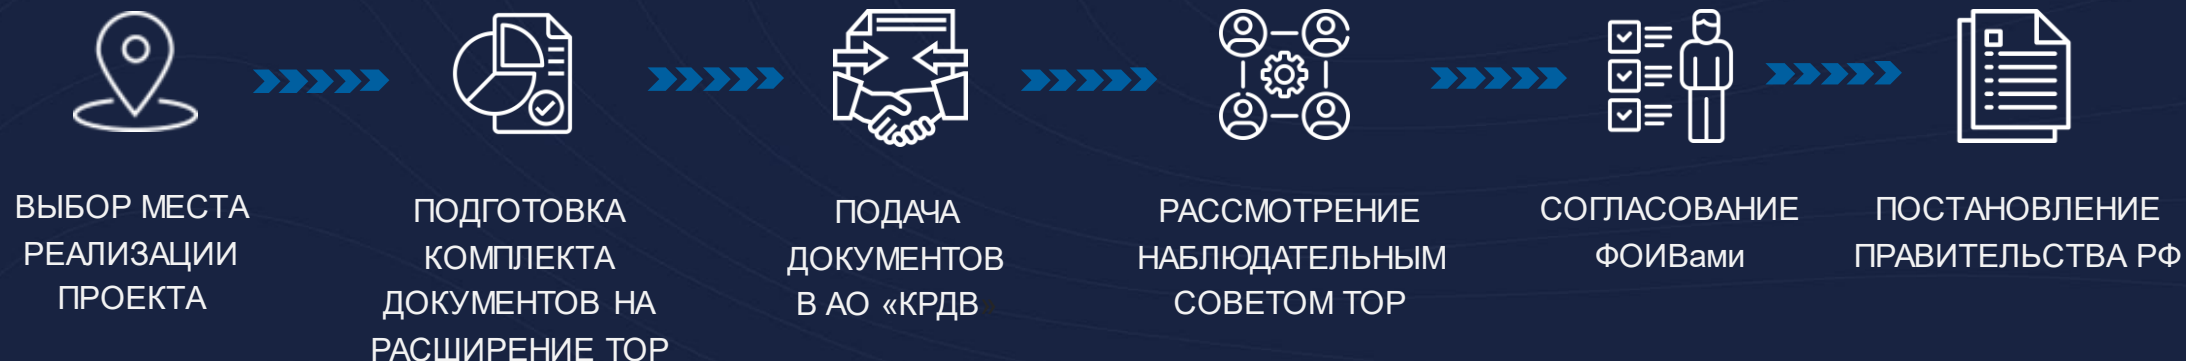 ВЫБОР МЕСТА
РЕАЛИЗАЦИИ
ПРОЕКТА
ПОДГОТОВКА
КОМПЛЕКТА
ДОКУМЕНТОВ НА
РАСШИРЕНИЕ ТОР
ПОДАЧА
ДОКУМЕНТОВ
В АО «КРДВ»
РАССМОТРЕНИЕ
НАБЛЮДАТЕЛЬНЫМ
СОВЕТОМ ТОР
СОГЛАСОВАНИЕ
ФОИВами
ПОСТАНОВЛЕНИЕ
ПРАВИТЕЛЬСТВА РФ